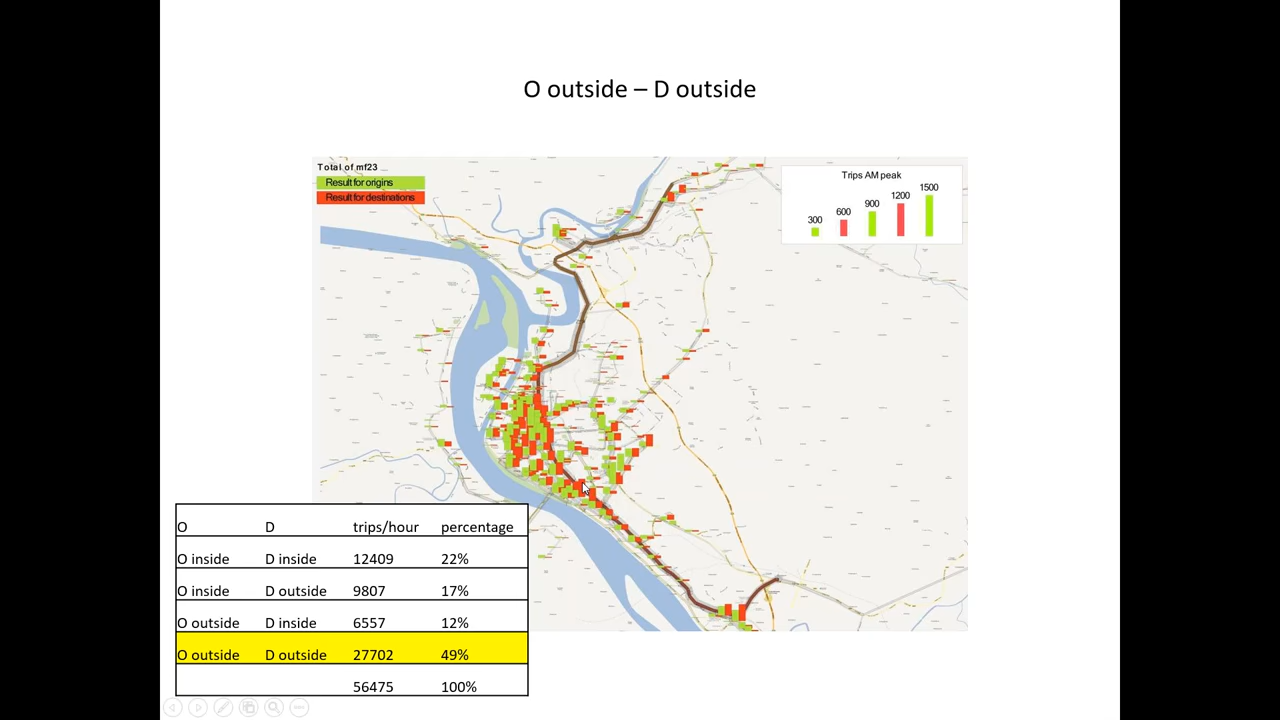 O outside – D outside
Total of mf23
Result for origins
Result for destinations
Trips AM peak
300 600 900 1200 1500
O D trips/hour percentage
O inside D inside 12409 22%
O inside D outside 9807 17%
O outside D inside 6557 12%
O outside D outside 27702 49%
56475 100%